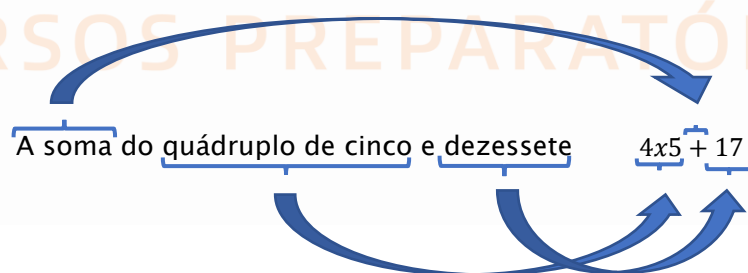 RSOS PREPARATÓ
A soma do quádruplo de cinco e dezessete 4x5 + 17